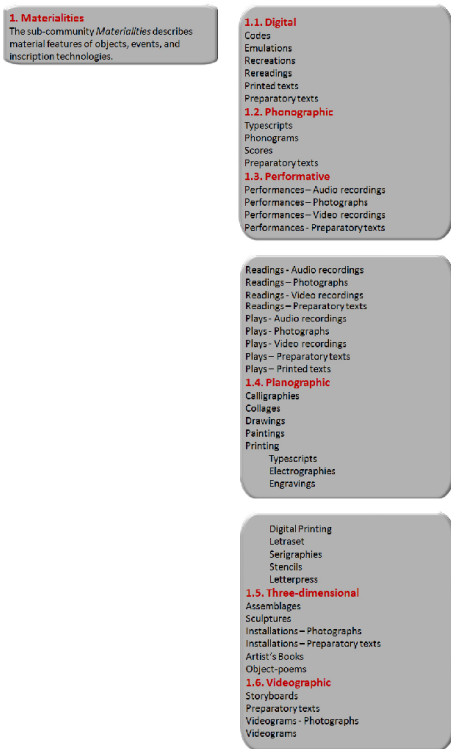 1. Materialities
The sub-community Materialities describes
material features of objects, events, and
inscription technologies.
1.1. Digital
Codes
Emulations
Recreations
Rereadings
Printed texts
Preparatory texts
1.2. Phonographic
Typescripts
Phonograms
Scores
Preparatory texts
1.3. Performative
Performances – Audio recordings
Performances – Photographs
Performances – Video recordings
Performances - Preparatory texts
Readings - Audio recordings
Readings – Photographs
Readings - Video recordings
Readings – Preparatory texts
Plays - Audio recordings
Plays - Photographs
Plays - Video recordings
Plays – Preparatory texts
Plays – Printed texts
1.4. Planographic
Calligraphies
Collages
Drawings
Paintings
Printing
Typescripts
Electrographies
Engravings
Digital Printing
Letraset
Serigraphies
Stencils
Letterpress
1.5. Three-dimensional
Assemblages
Sculptures
Installations – Photographs
Installations – Preparatory texts
Artist's Books
Object-poems
1.6. Videographic
Storyboards
Preparatory texts
Videograms - Photographs
Videograms